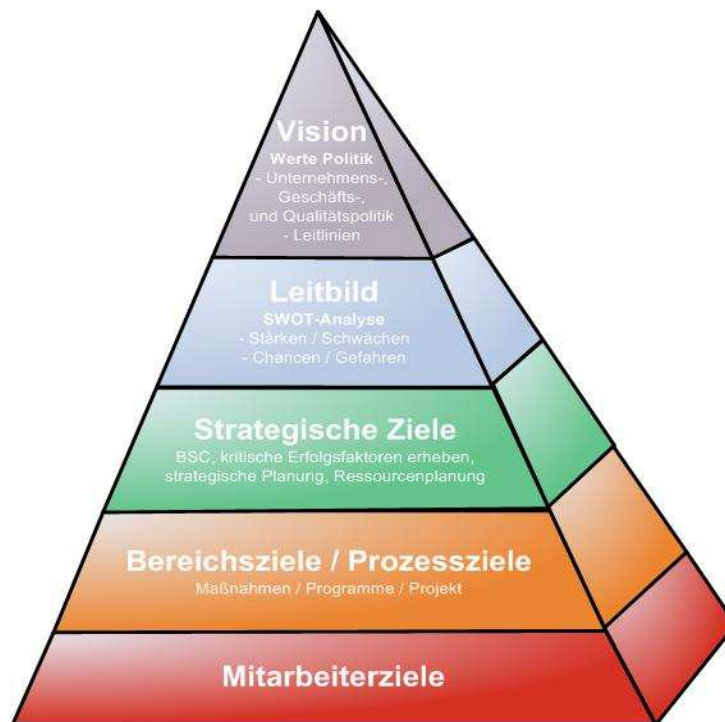 Vision
Werte Politik
- Unternehmens-,
Geschäfts-,
und Qualitätspolitik
- Leitlinien
Leitbild
SWOT-Analyse
- Stärken / Schwächen
- Chancen / Gefahren
Strategische Ziele
BSC, kritische Erfolgsfaktoren erheben,
strategische Planung, Ressourcenplanung
Bereichsziele / Prozessziele
Maßnahmen / Programme / Projekt
Mitarbeiterziele